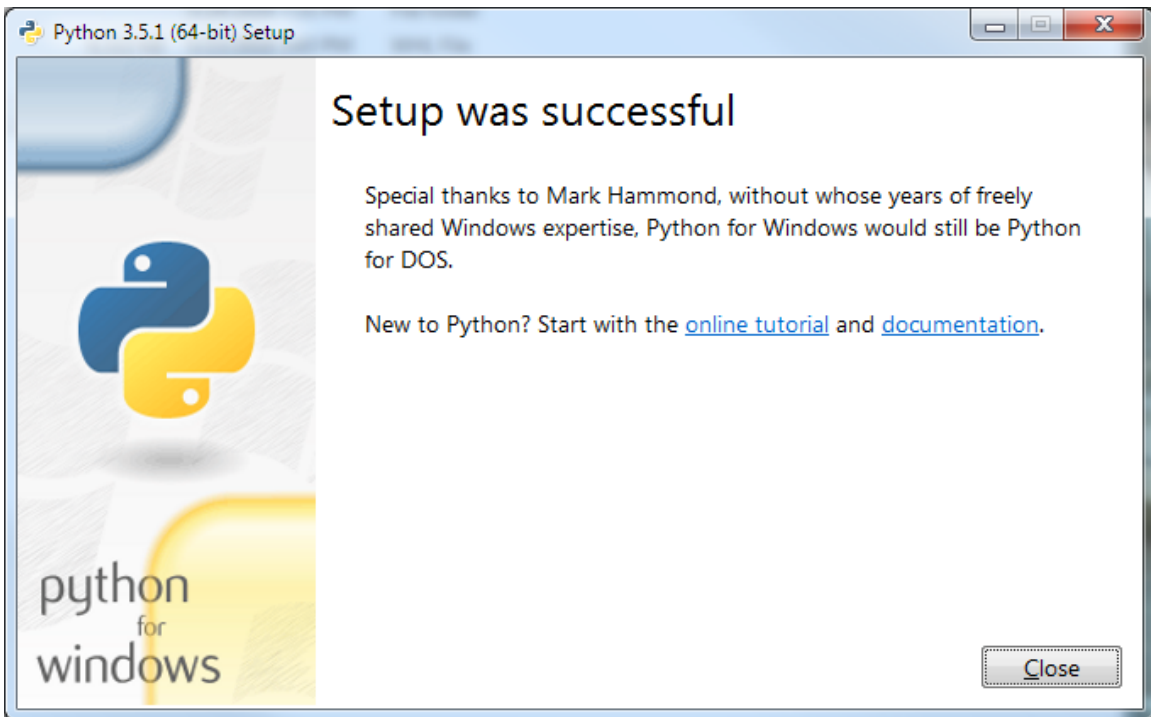 Python 3.5.1 (64-bit) Setup
Setup was successful
Special thanks to Mark Hammond, without whose years of freely
shared Windows expertise, Python for Windows would still be Python
for DOS.
New to Python? Start with the online tutorial and documentation.
python
for
windows
Close